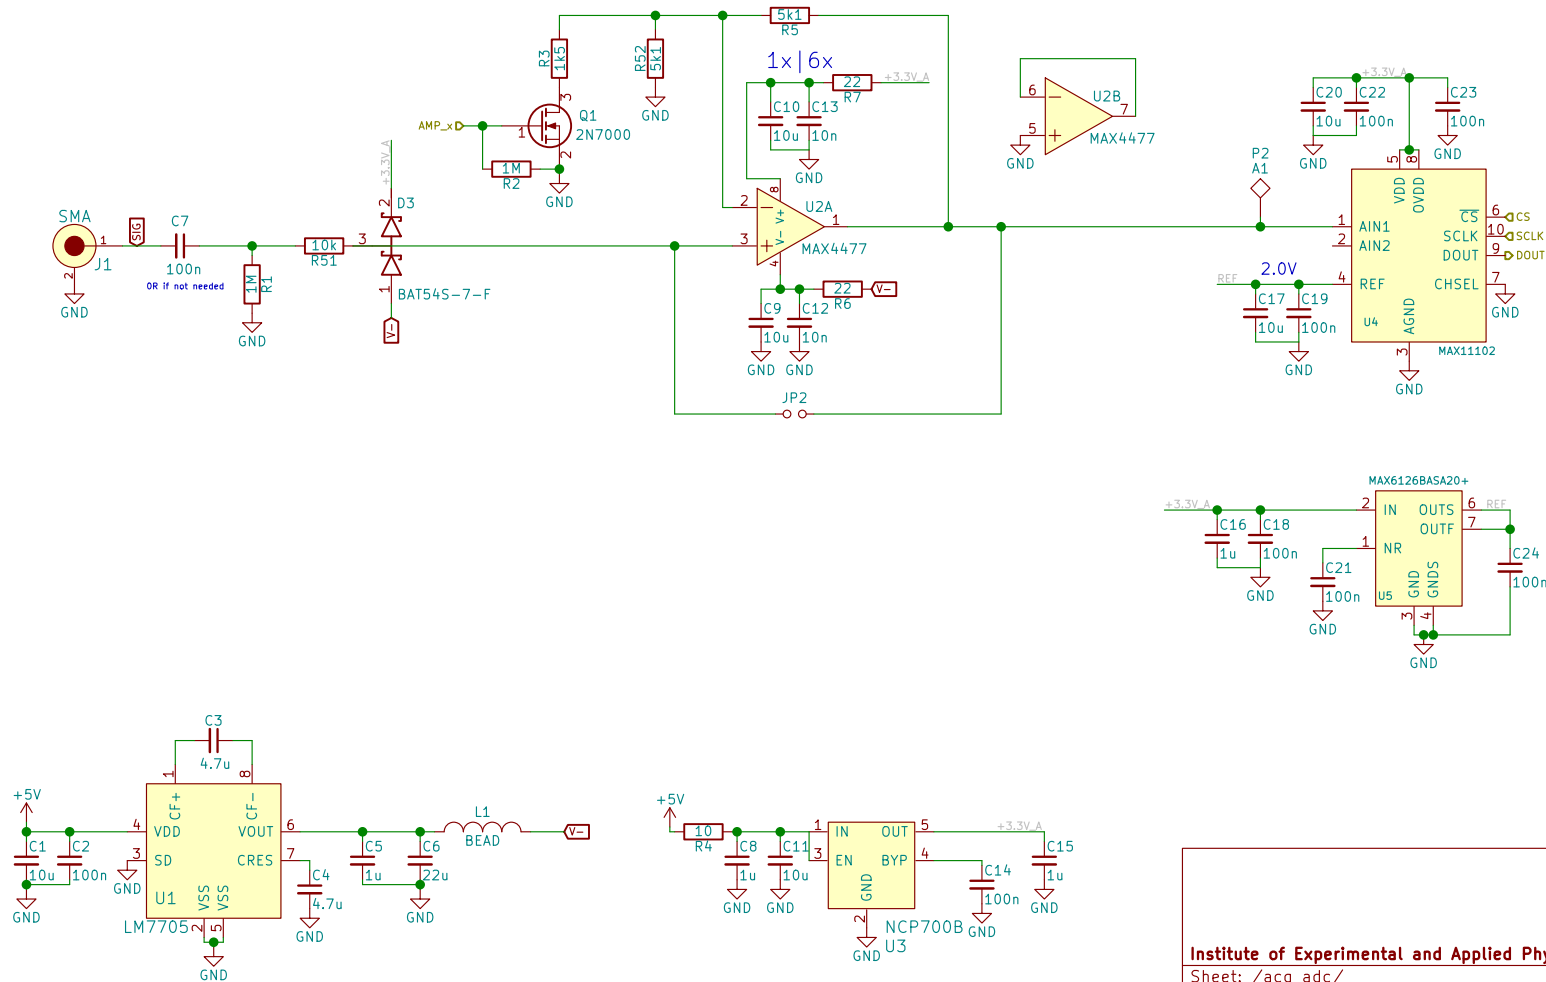 5k1
R5
R3
1k5
R52
5k1
GND
1x|6x
22
R7
+3.3V_A
C10
10u
C13
10n
GND
3
Q1
2N7000
AMP_x
1
2
1M
R2
GND
6
5
7
U2B
MAX4477
GND
+3.3V_A
C20
10u
C22
100n
C23
100n
GND
GND
P2
A1
5
8
VDD
OVDD
1
AIN1
2
AIN2
4
REF
AGND
3
GND
CS
6
CS
SCLK
10
SCLK
DOUT
9
DOUT
CHSEL
7
GND
U4
MAX11102
REF
2.0V
C17
10u
C19
100n
GND
+3.3V_A
2
D3
3
1
BAT54S-7-F
V-
SMA
1
J1
2
GND
SIG
C7
100n
0R if not needed
1M
R1
GND
10k
R51
8
2
3
V+
V-
4
1
U2A
MAX4477
22
R6
V-
C9
10u
C12
10n
GND
GND
JP2
MAX6126BASA20+
+3.3V_A
C16
1u
C18
100n
GND
2
IN
1
NR
OUTS
6
REF
OUTF
7
GND
GNDS
U5
3
4
GND
C21
100n
GND
C24
100n
C3
4.7u
1
8
CF+
CF-
+5V
C1
10u
C2
100n
GND
4
VDD
3
SD
GND
VOUT
6
CRES
7
U1
VSS
VSS
LM7705
2
5
GND
C4
4.7u
GND
C5
1u
C6
22u
GND
L1
BEAD
V-
+5V
10
R4
C8
1u
GND
C11
10u
GND
1
IN
3
EN
OUT
5
BYP
4
GND
2
GND
NCP700B
U3
+3.3V_A
C14
100n
GND
C15
1u
GND
Institute of Experimental and Applied Phy
Sheet: /acq_adc/